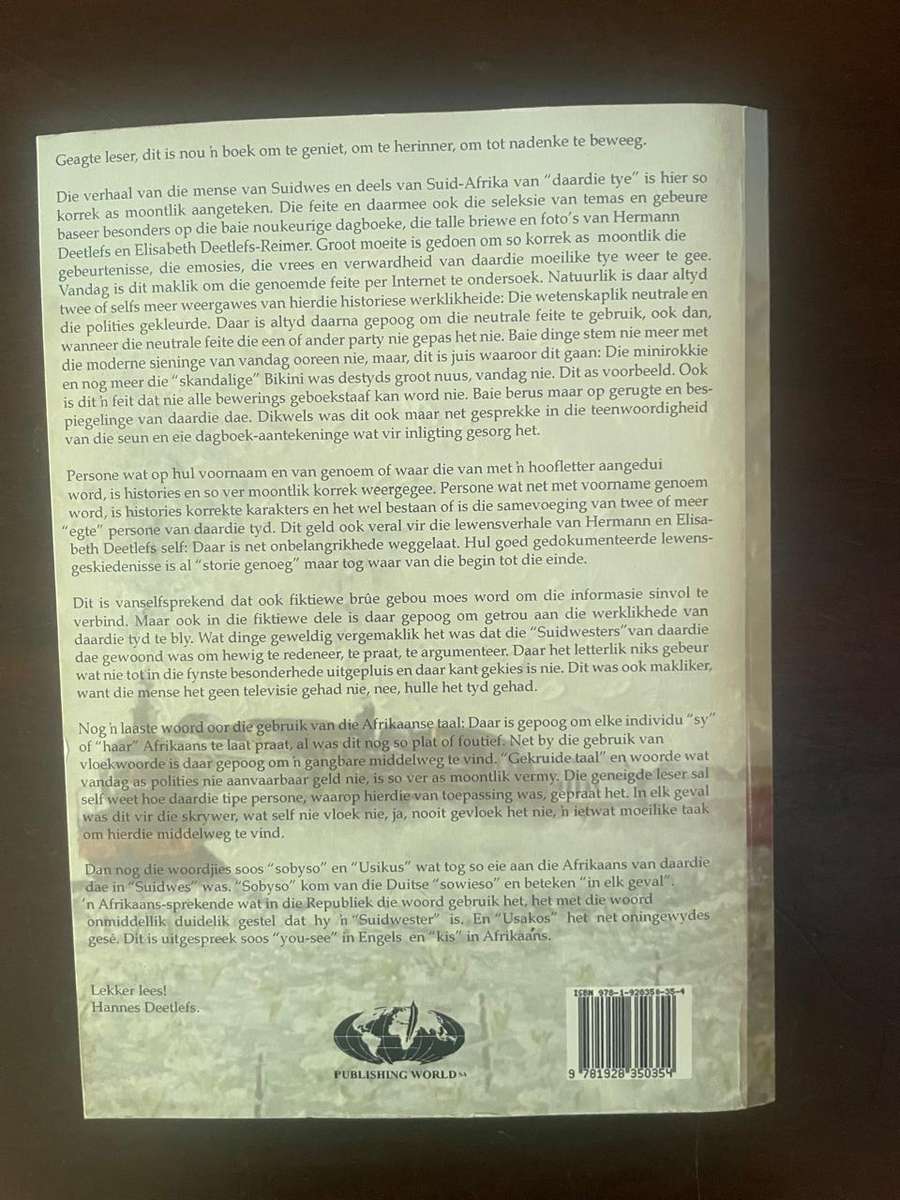 Geagte leser, dit is nou 'n boek om te geniet, om te herinner, om tot nadenke te beweeg.
Die verhaal van die mense van Suidwes en deels van Suid-Afrika van "daardie tye" is hier so
korrek as moontlik aangeteken. Die feite en daarmee ook die seleksie van temas en gebeure
baseer besonders op die baie noukeurige dagboeke, die talle briewe en foto's van Hermann
Deetlefs en Elisabeth Deetlefs-Reimer. Groot moeite is gedoen om so korrek as moontlik die
gebeurtenisse, die emosies, die vrees en verwardheid van daardie moeilike tye weer te gee.
Vandag is dit maklik om die genoemde feite per Internet te ondersoek. Natuurlik is daar altyd
twee of selfs meer weergawes van hierdie historiese werklikheide: Die wetenskaplik neutrale en
die polities gekleurde. Daar is altyd daarna gepoog om die neutrale feite te gebruik, ook dan,
wanneer die neutrale feite die een of ander party nie gepas het nie. Baie dinge stem nie meer met
die moderne sieninge van vandag ooreen nie, maar, dit is juis waaroor dit gaan: Die minirokkie
en nog meer die "skandalige" Bikini was destyds groot nuus, vandag nie. Dit as voorbeeld. Ook
is dit 'n feit dat nie alle bewerings geboekstaaf kan word nie. Baie berus maar op gerugte en bes-
piegelinge van daardie dae. Dikwels was dit ook maar net gesprekke in die teenwoordigheid
van die seun en eie dagboek-aantekeninge wat vir inligting gesorg het.
Persone wat op hul voornaam en van genoem of waar die van met 'n hoofletter aangedui
word, is histories en so ver moontlik korrek weergegee. Persone wat net met voorname genoem
word, is histories korrekte karakters en het wel bestaan of is die samevoeging van twee of meer
"egte" persone van daardie tyd. Dit geld ook veral vir die lewensverhale van Hermann en Elisa-
beth Deetlefs self: Daar is net onbelangrikhede weggelaat. Hul goed gedokumenteerde lewens-
geskiedenisse is al "storie genoeg" maar tog waar van die begin tot die einde.
Dit is vanselfsprekend dat ook fiktiewe brûe gebou moes word om die informasie sinvol te
verbind. Maar ook in die fiktiewe dele is daar gepoog om getrou aan die werklikhede van
daardie tyd te bly. Wat dinge geweldig vergemaklik het was dat die "Suidwesters"van daardie
dae gewoond was om hewig te redeneer, te praat, te argumenteer. Daar het letterlik niks gebeur
wat nie tot in die fynste besonderhede uitgepluis en daar kant gekies is nie. Dit was ook makliker,
want die mense het geen televisie gehad nie, nee, hulle het tyd gehad.
Nog 'n laaste woord oor die gebruik van die Afrikaanse taal: Daar is gepoog om elke individu "sy"
of "haar" Afrikaans te laat praat, al was dit nog so plat of foutief. Net by die gebruik van
vloekwoorde is daar gepoog om 'n gangbare middelweg te vind. "Gekruide taal" en woorde wat
vandag as polities nie aanvaarbaar geld nie, is so ver as moontlik vermy. Die geneigde leser sal
self weet hoe daardie tipe persone, waarop hierdie van toepassing was, gepraat het. In elk geval
was dit vir die skrywer, wat self nie vloek nie, ja, nooit gevloek het nie, 'n ietwat moeilike taak
om hierdie middelweg te vind.
Dan nog die woordjies soos "sobyso" en "Usikus" wat tog so eie aan die Afrikaans van daardie
dae in "Suidwes" was. "Sobyso" kom van die Duitse "sowieso" en beteken "in elk geval".
'n Afrikaans-sprekende wat in die Republiek die woord gebruik het, het met die woord
onmiddellik duidelik gestel dat hy 'n "Suidwester" is. En "Usakos" het net oningewydes
gesê. Dit is uitgespreek soos "you-see" in Engels en "kis" in Afrikaans.
Lekker lees!
Hannes Deetlefs.
PUBLISHING WORLD SA
ISBN 978-1-928350-35-4
9 781928 350354